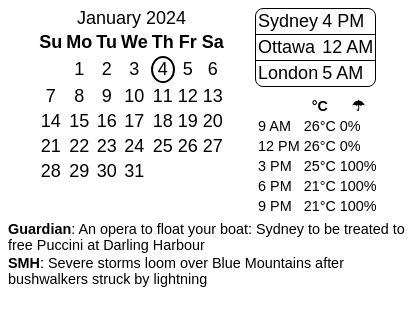 January 2024
Su Mo Tu We Th Fr Sa
1 2 3 4 5 6
7 8 9 10 11 12 13
14 15 16 17 18 19 20
21 22 23 24 25 26 27
28 29 30 31
Sydney 4 PM
Ottawa 12 AM
London 5 AM
°C ☂
9 AM 26°C 0%
12 PM 26°C 0%
3 PM 25°C 100%
6 PM 21°C 100%
9 PM 21°C 100%
Guardian: An opera to float your boat: Sydney to be treated to
free Puccini at Darling Harbour
SMH: Severe storms loom over Blue Mountains after
bushwalkers struck by lightning